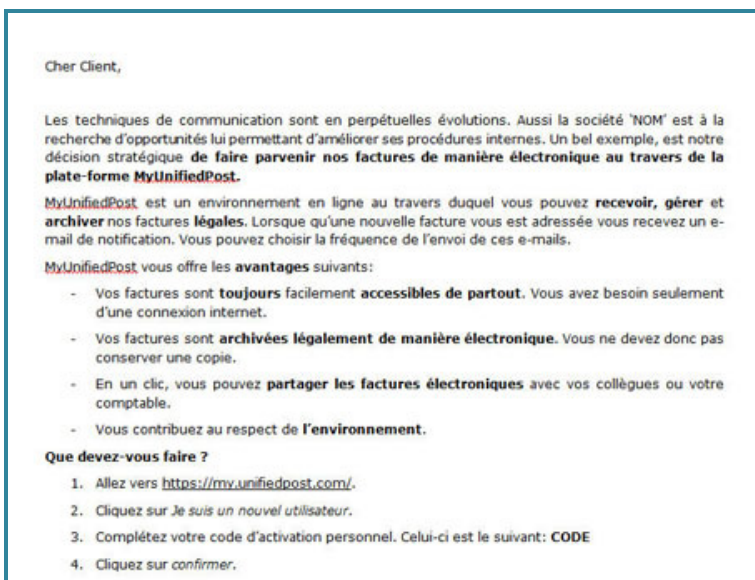 Cher Client,
Les techniques de communication sont en perpétuelles évolutions. Aussi la société 'NOM' est à la
recherche d'opportunités lui permettant d'améliorer ses procédures internes. Un bel exemple, est notre
décision stratégique de faire parvenir nos factures de manière électronique au travers de la
plate-forme MyUnifiedPost.
MyUnifiedPost est un environnement en ligne au travers duquel vous pouvez recevoir, gérer et
archiver nos factures légales. Lorsque qu'une nouvelle facture vous est adressée vous recevez un e-
mail de notification. Vous pouvez choisir la fréquence de l'envoi de ces e-mails.
MyUnifiedPost vous offre les avantages suivants:
- Vos factures sont toujours facilement accessibles de partout. Vous avez besoin seulement
d'une connexion internet.
- Vos factures sont archivées légalement de manière électronique. Vous ne devez donc pas
conserver une copie.
- En un clic, vous pouvez partager les factures électroniques avec vos collègues ou votre
comptable.
- Vous contribuez au respect de l'environnement.
Que devez-vous faire ?
1. Allez vers https://my.unifiedpost.com/.
2. Cliquez sur Je suis un nouvel utilisateur.
3. Complétez votre code d'activation personnel. Celui-ci est le suivant: CODE
4. Cliquez sur confirmer.